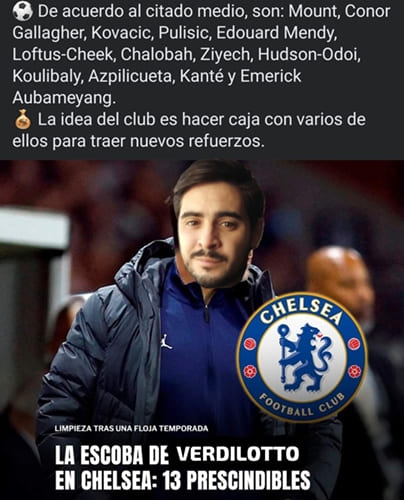 ⚽ De acuerdo al citado medio, son: Mount, Conor
Gallagher, Kovacic, Pulisic, Edouard Mendy,
Loftus-Cheek, Chalobah, Ziyech, Hudson-Odoi,
Koulibaly, Azpilicueta, Kanté y Emerick
Aubameyang.
💰 La idea del club es hacer caja con varios de
ellos para traer nuevos refuerzos.
CHELSEA
FOOTBALL CLUB
LIMPIEZA TRAS UNA FLOJA TEMPORADA
LA ESCOBA DE VERDILOTTO
EN CHELSEA: 13 PRESCINDIBLES